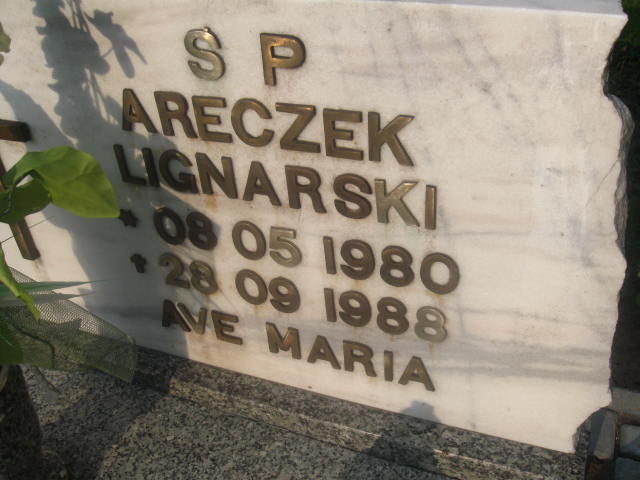 Ś P
ARECZEK
LIGNARSKI
* 08 05 1980
✝ 28 09 1988
AVE MARIA